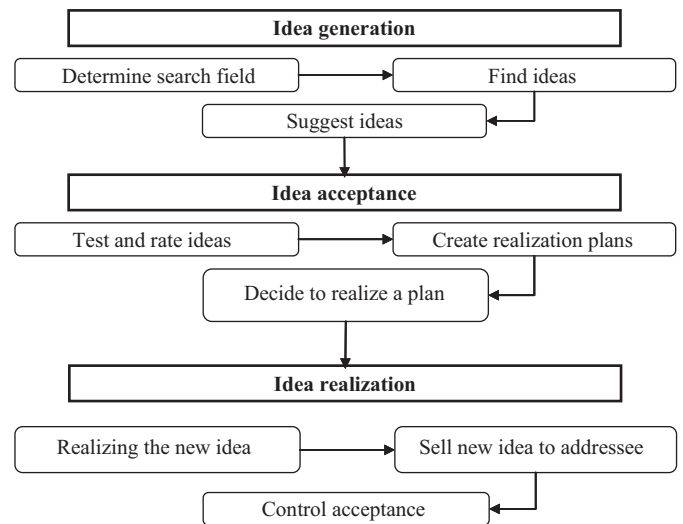 Idea generation
Determine search field
Find ideas
Suggest ideas
Idea acceptance
Test and rate ideas
Create realization plans
Decide to realize a plan
Idea realization
Realizing the new idea
Sell new idea to addressee
Control acceptance